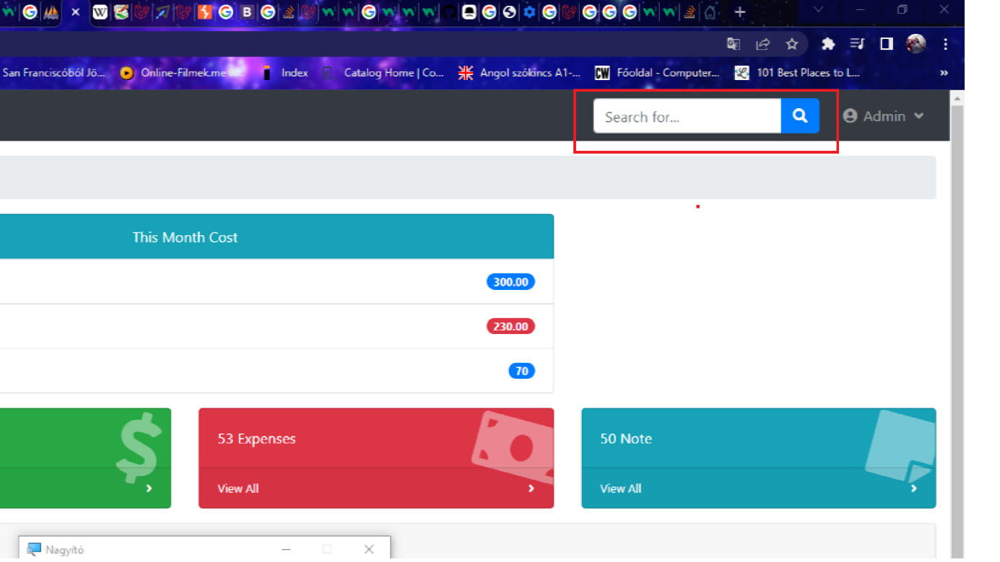 San Franciscóból Jö... Online-Filmek.me Index Catalog Home | Co... Angol szókincs A1-... CW Fóoldal - Computer... 101 Best Places to L... »
Search for... Admin
This Month Cost
300.00
230.00
70
53 Expenses
50 Note
View All
View All
Nagyító